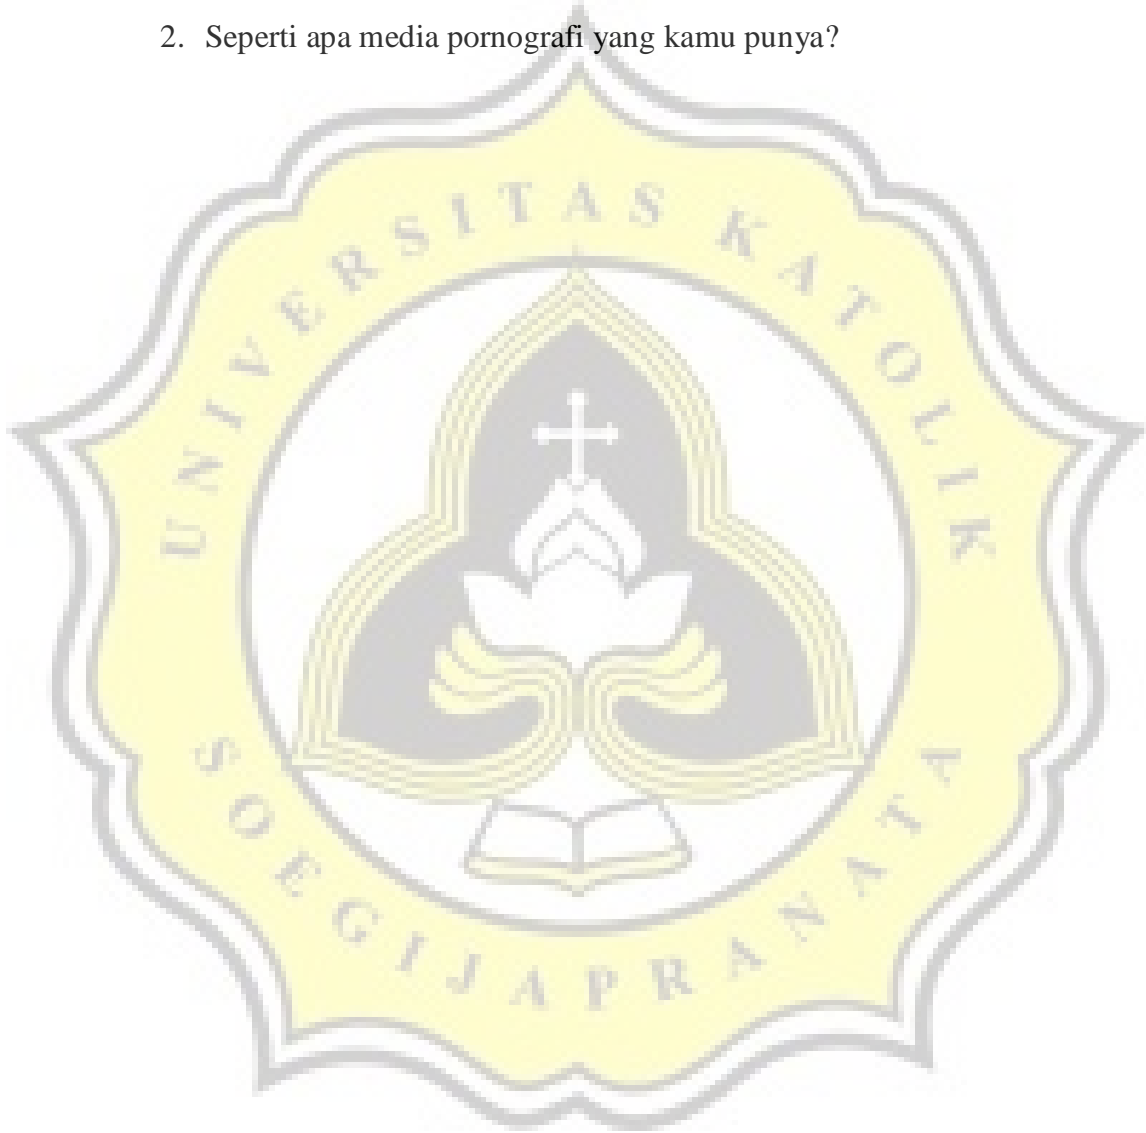 2. Seperti apa media pornografi yang kamu punya?
UNIVERSITAS KATOLIK
SOEGIJAPRANATA